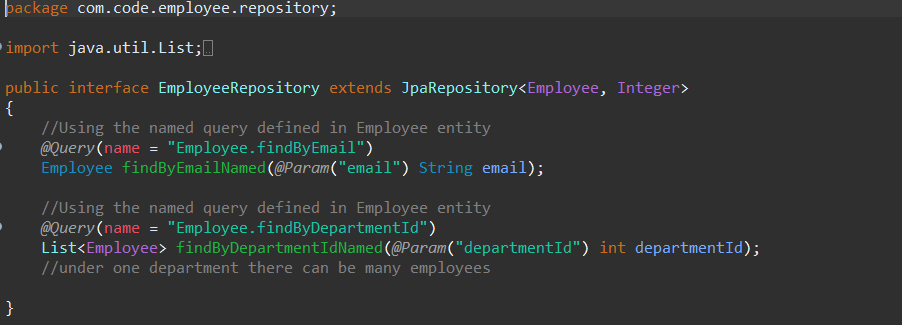 package com.code.employee.repository;
import java.util.List;
public interface EmployeeRepository extends JpaRepository<Employee, Integer>
{
//Using the named query defined in Employee entity
@Query(name = "Employee.findByEmail")
Employee findByEmailNamed(@Param("email") String email);
//Using the named query defined in Employee entity
@Query(name = "Employee.findByDepartmentId")
List<Employee> findByDepartmentIdNamed(@Param("departmentId") int departmentId);
//under one department there can be many employees
}